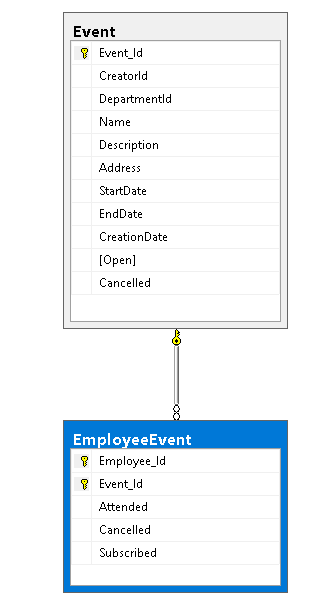 Event
Event_Id
CreatorId
DepartmentId
Name
Description
Address
StartDate
EndDate
CreationDate
[Open]
Cancelled
EmployeeEvent
Employee_Id
Event_Id
Attended
Cancelled
Subscribed